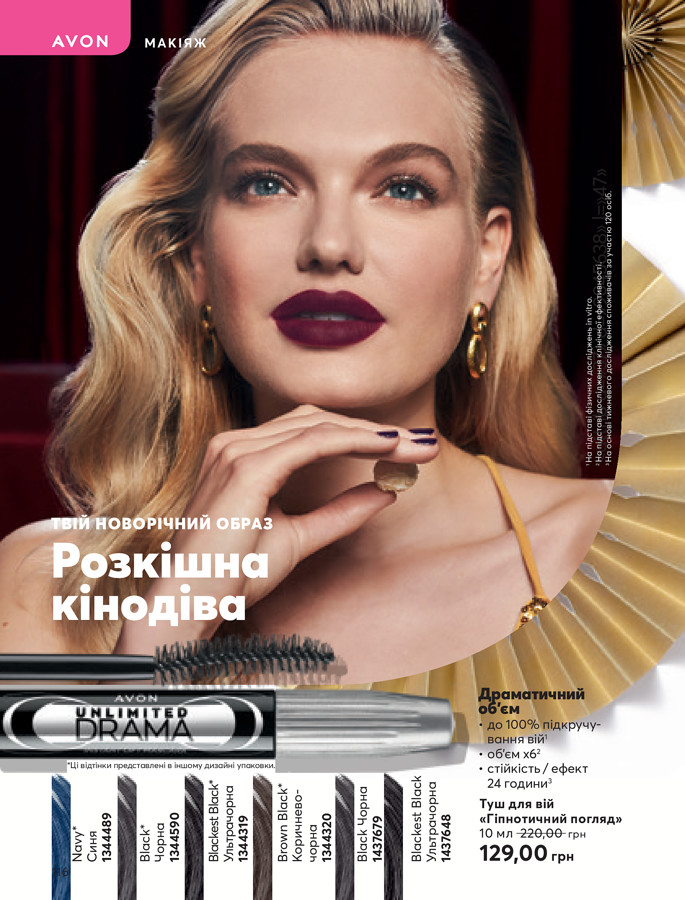 AVON
МАКІЯЖ
¹На підставі фізичних досліджень in vitro.
²На підставі дослідження клінічної ефективності.
³На основі тижневого дослідження споживачів за участю 120 осіб.
ТВІЙ НОВОРІЧНИЙ ОБРАЗ
Розкішна
кінодіва
AVON
UNLIMITED
DRAMA
*Ці відтінки представлені в іншому дизайні упаковки.
Драматичний
об'єм
• до 100% підкручу-
вання вій¹
• об'єм х6²
• стійкість / ефект
24 години³
Туш для вій
«Гіпнотичний погляд»
10 мл 220,00 грн
129,00 грн
Navy*
Синя
1344489
Black*
Чорна
1344590
Blackest Black*
Ультрачорна
1344319
Brown Black*
Коричнево-
чорна
1344320
Black Чорна
1437679
Blackest Black
Ультрачорна
1437648